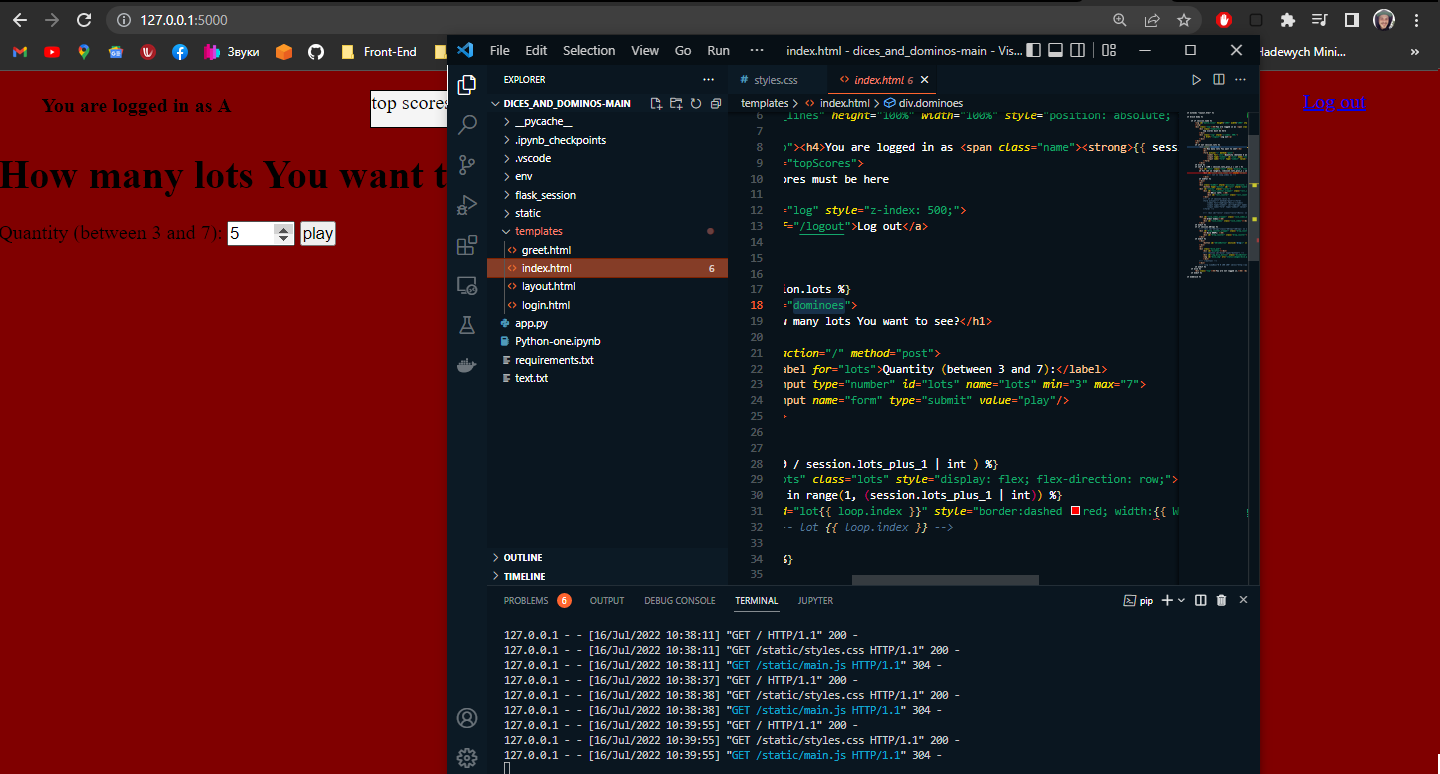 127.0.0.1:5000
Звуки
Front-End
Hadewych Mini...
»
You are logged in as A
top scores
Log out
How many lots You want t
Quantity (between 3 and 7): 5 play
File Edit Selection View Go Run ··· index.html - dices_and_dominos-main - Vis...
EXPLORER ···
DICES_AND_DOMINOS-MAIN
__pycache__
.ipynb_checkpoints
.vscode
env
flask_session
static
templates
greet.html
index.html 6
layout.html
login.html
app.py
Python-one.ipynb
requirements.txt
text.txt
OUTLINE
TIMELINE
# styles.css <> index.html 6 ×
templates > <> index.html > div.dominoes
6 _lines" height="100%" width="100%" style="position: absolute;
7
8 o"><h4>You are logged in as <span class="name"><strong>{{ sess
9 ="topScores">
10 ores must be here
11
12 ="log" style="z-index: 500;">
13 f="/logout">Log out</a>
14
15
16
17 ion.lots %}
18 ="dominoes">
19 w many lots You want to see?</h1>
20
21 action="/" method="post">
22 abel for="lots">Quantity (between 3 and 7):</label>
23 nput type="number" id="lots" name="lots" min="3" max="7">
24 nput name="form" type="submit" value="play"/>
25 >
26
27
28 0 / session.lots_plus_1 | int ) %}
29 ots" class="lots" style="display: flex; flex-direction: row;">
30 in range(1, (session.lots_plus_1 | int)) %}
31 d="lot{{ loop.index }}" style="border:dashed red; width:{{ W
32 -- lot {{ loop.index }} -->
33
34 %}
35
PROBLEMS 6 OUTPUT DEBUG CONSOLE TERMINAL JUPYTER pip
127.0.0.1 - - [16/Jul/2022 10:38:11] "GET / HTTP/1.1" 200 -
127.0.0.1 - - [16/Jul/2022 10:38:11] "GET /static/styles.css HTTP/1.1" 200 -
127.0.0.1 - - [16/Jul/2022 10:38:11] "GET /static/main.js HTTP/1.1" 304 -
127.0.0.1 - - [16/Jul/2022 10:38:37] "GET / HTTP/1.1" 200 -
127.0.0.1 - - [16/Jul/2022 10:38:38] "GET /static/styles.css HTTP/1.1" 200 -
127.0.0.1 - - [16/Jul/2022 10:38:38] "GET /static/main.js HTTP/1.1" 304 -
127.0.0.1 - - [16/Jul/2022 10:39:55] "GET / HTTP/1.1" 200 -
127.0.0.1 - - [16/Jul/2022 10:39:55] "GET /static/styles.css HTTP/1.1" 200 -
127.0.0.1 - - [16/Jul/2022 10:39:55] "GET /static/main.js HTTP/1.1" 304 -